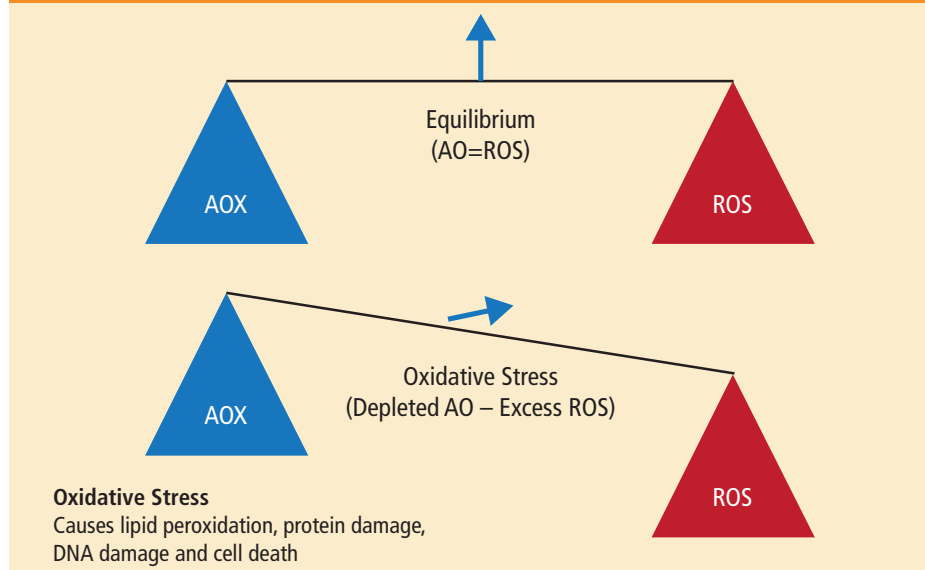 Equilibrium
(AO=ROS)
AOX
ROS
Oxidative Stress
(Depleted AO – Excess ROS)
AOX
ROS
Oxidative Stress
Causes lipid peroxidation, protein damage,
DNA damage and cell death